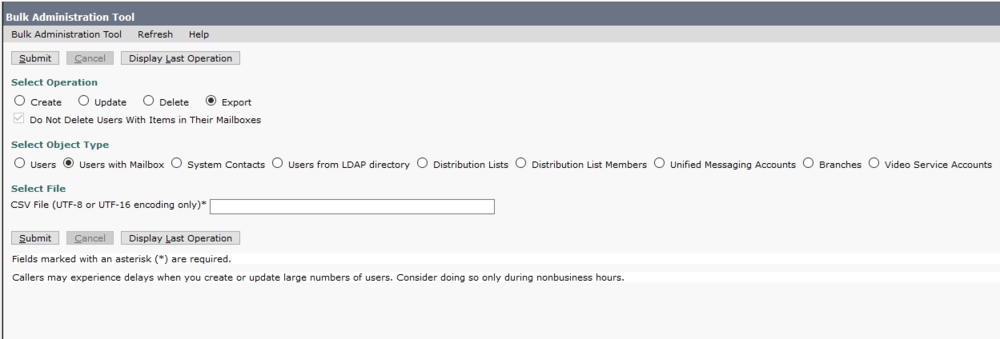 Bulk Administration Tool
Bulk Administration Tool Refresh Help
Submit Cancel Display Last Operation
Select Operation
Create Update Delete Export
Do Not Delete Users With Items in Their Mailboxes
Select Object Type
Users Users with Mailbox System Contacts Users from LDAP directory Distribution Lists Distribution List Members Unified Messaging Accounts Branches Video Service Accounts
Select File
CSV File (UTF-8 or UTF-16 encoding only)*
Submit Cancel Display Last Operation
Fields marked with an asterisk (*) are required.
Callers may experience delays when you create or update large numbers of users. Consider doing so only during nonbusiness hours.